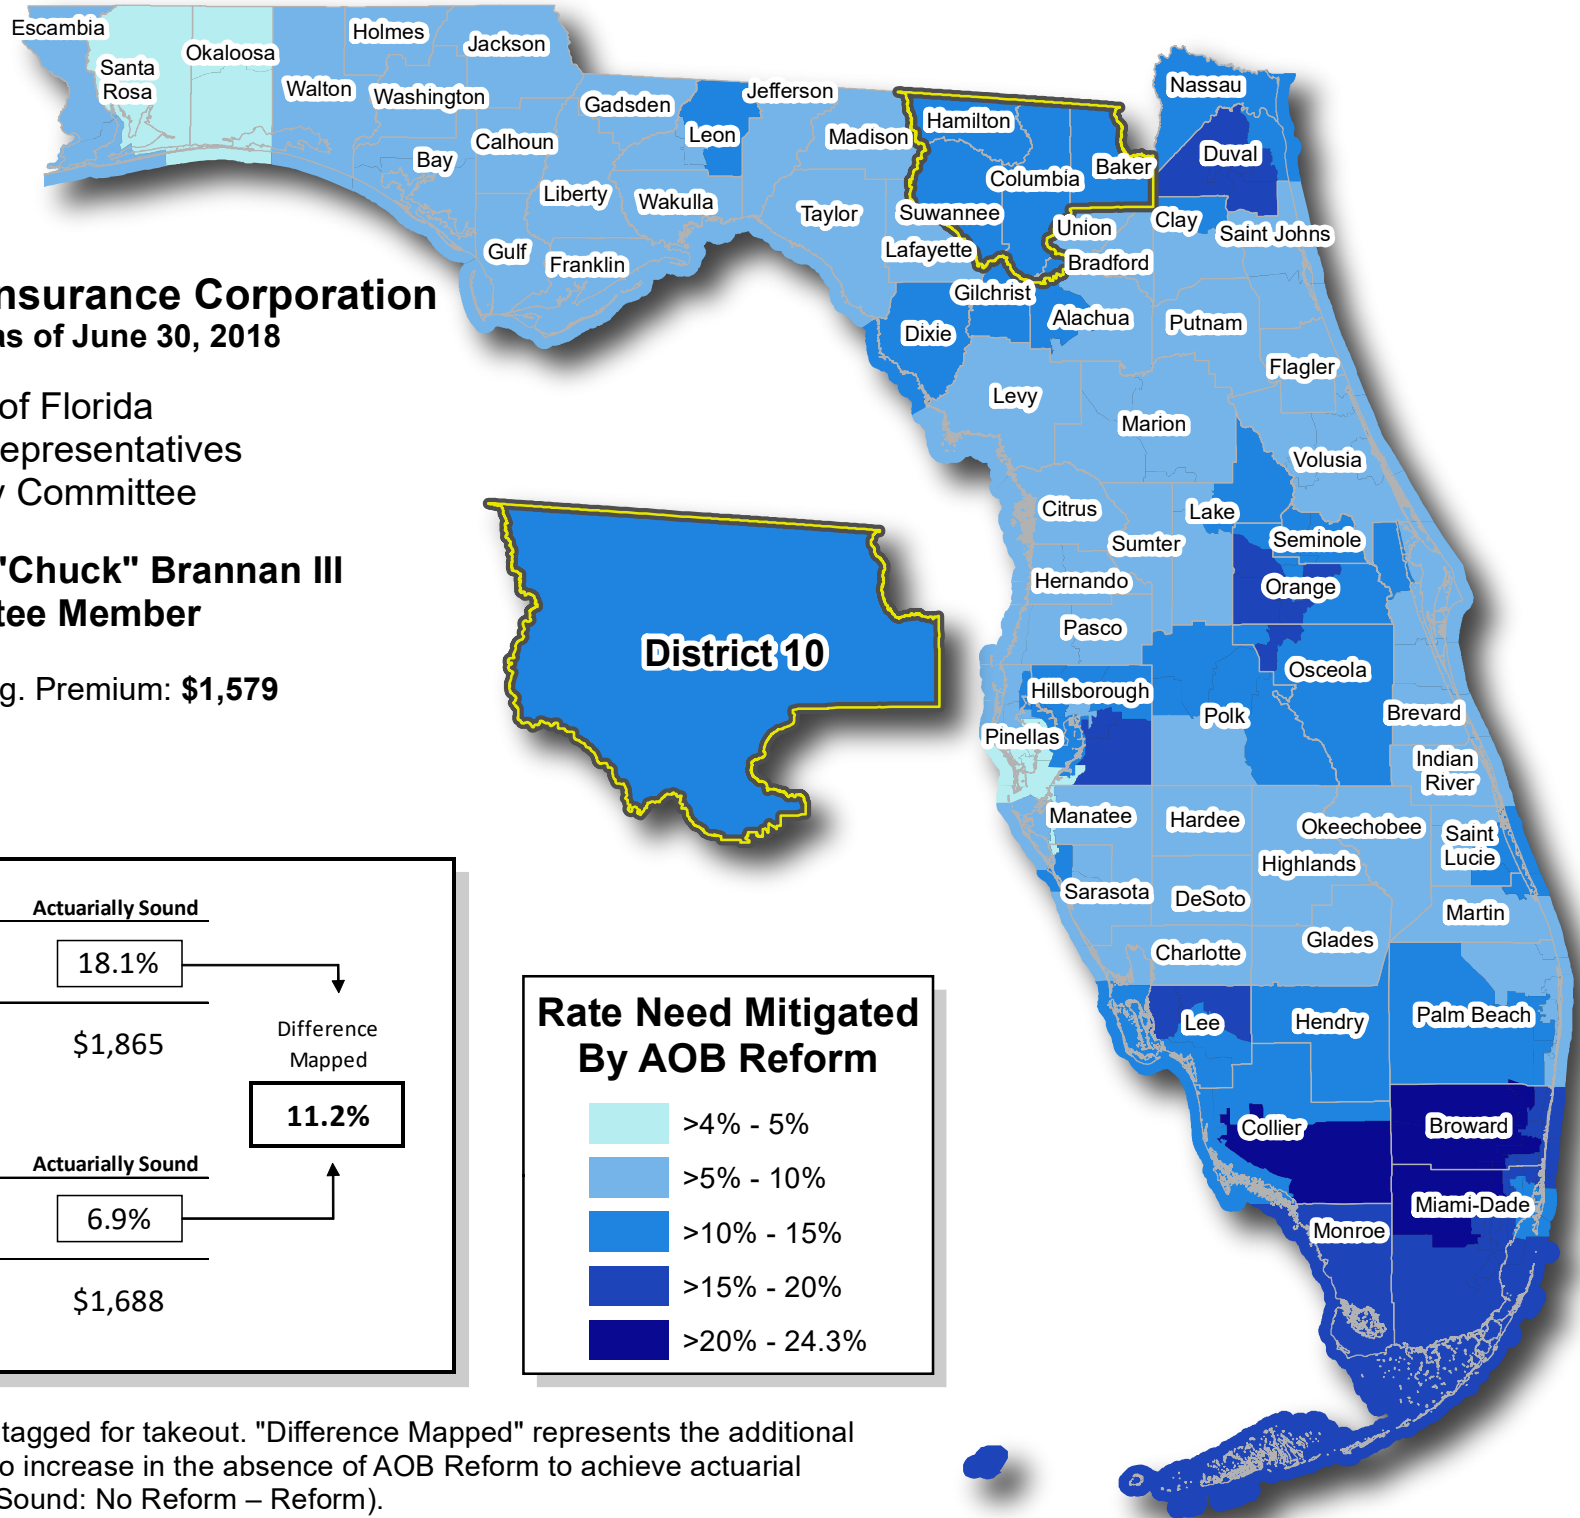 Escambia
Santa
Rosa
Okaloosa
Walton
Holmes
Washington
Jackson
Bay
Calhoun
Gulf
Liberty
Franklin
Gadsden
Wakulla
Leon
Jefferson
Madison
Taylor
Hamilton
Suwannee
Lafayette
Columbia
Baker
Union
Bradford
Gilchrist
Dixie
Alachua
Nassau
Duval
Clay
Saint Johns
Putnam
Flagler
Levy
Marion
Volusia
Citrus
Sumter
Lake
Seminole
Hernando
Orange
Pasco
Osceola
Hillsborough
Polk
Pinellas
Brevard
Indian
River
Manatee
Hardee
Okeechobee
Saint
Lucie
Highlands
Sarasota
DeSoto
Martin
Charlotte
Glades
Lee
Hendry
Palm Beach
Collier
Broward
Miami-Dade
Monroe
nsurance Corporation
as of June 30, 2018
of Florida
epresentatives
y Committee
"Chuck" Brannan III
tee Member
g. Premium: $1,579
District 10
Actuarially Sound
18.1%
$1,865
Difference
Mapped
11.2%
Actuarially Sound
6.9%
$1,688
Rate Need Mitigated
By AOB Reform
>4% - 5%
>5% - 10%
>10% - 15%
>15% - 20%
>20% - 24.3%
tagged for takeout. "Difference Mapped" represents the additional
o increase in the absence of AOB Reform to achieve actuarial
Sound: No Reform – Reform).